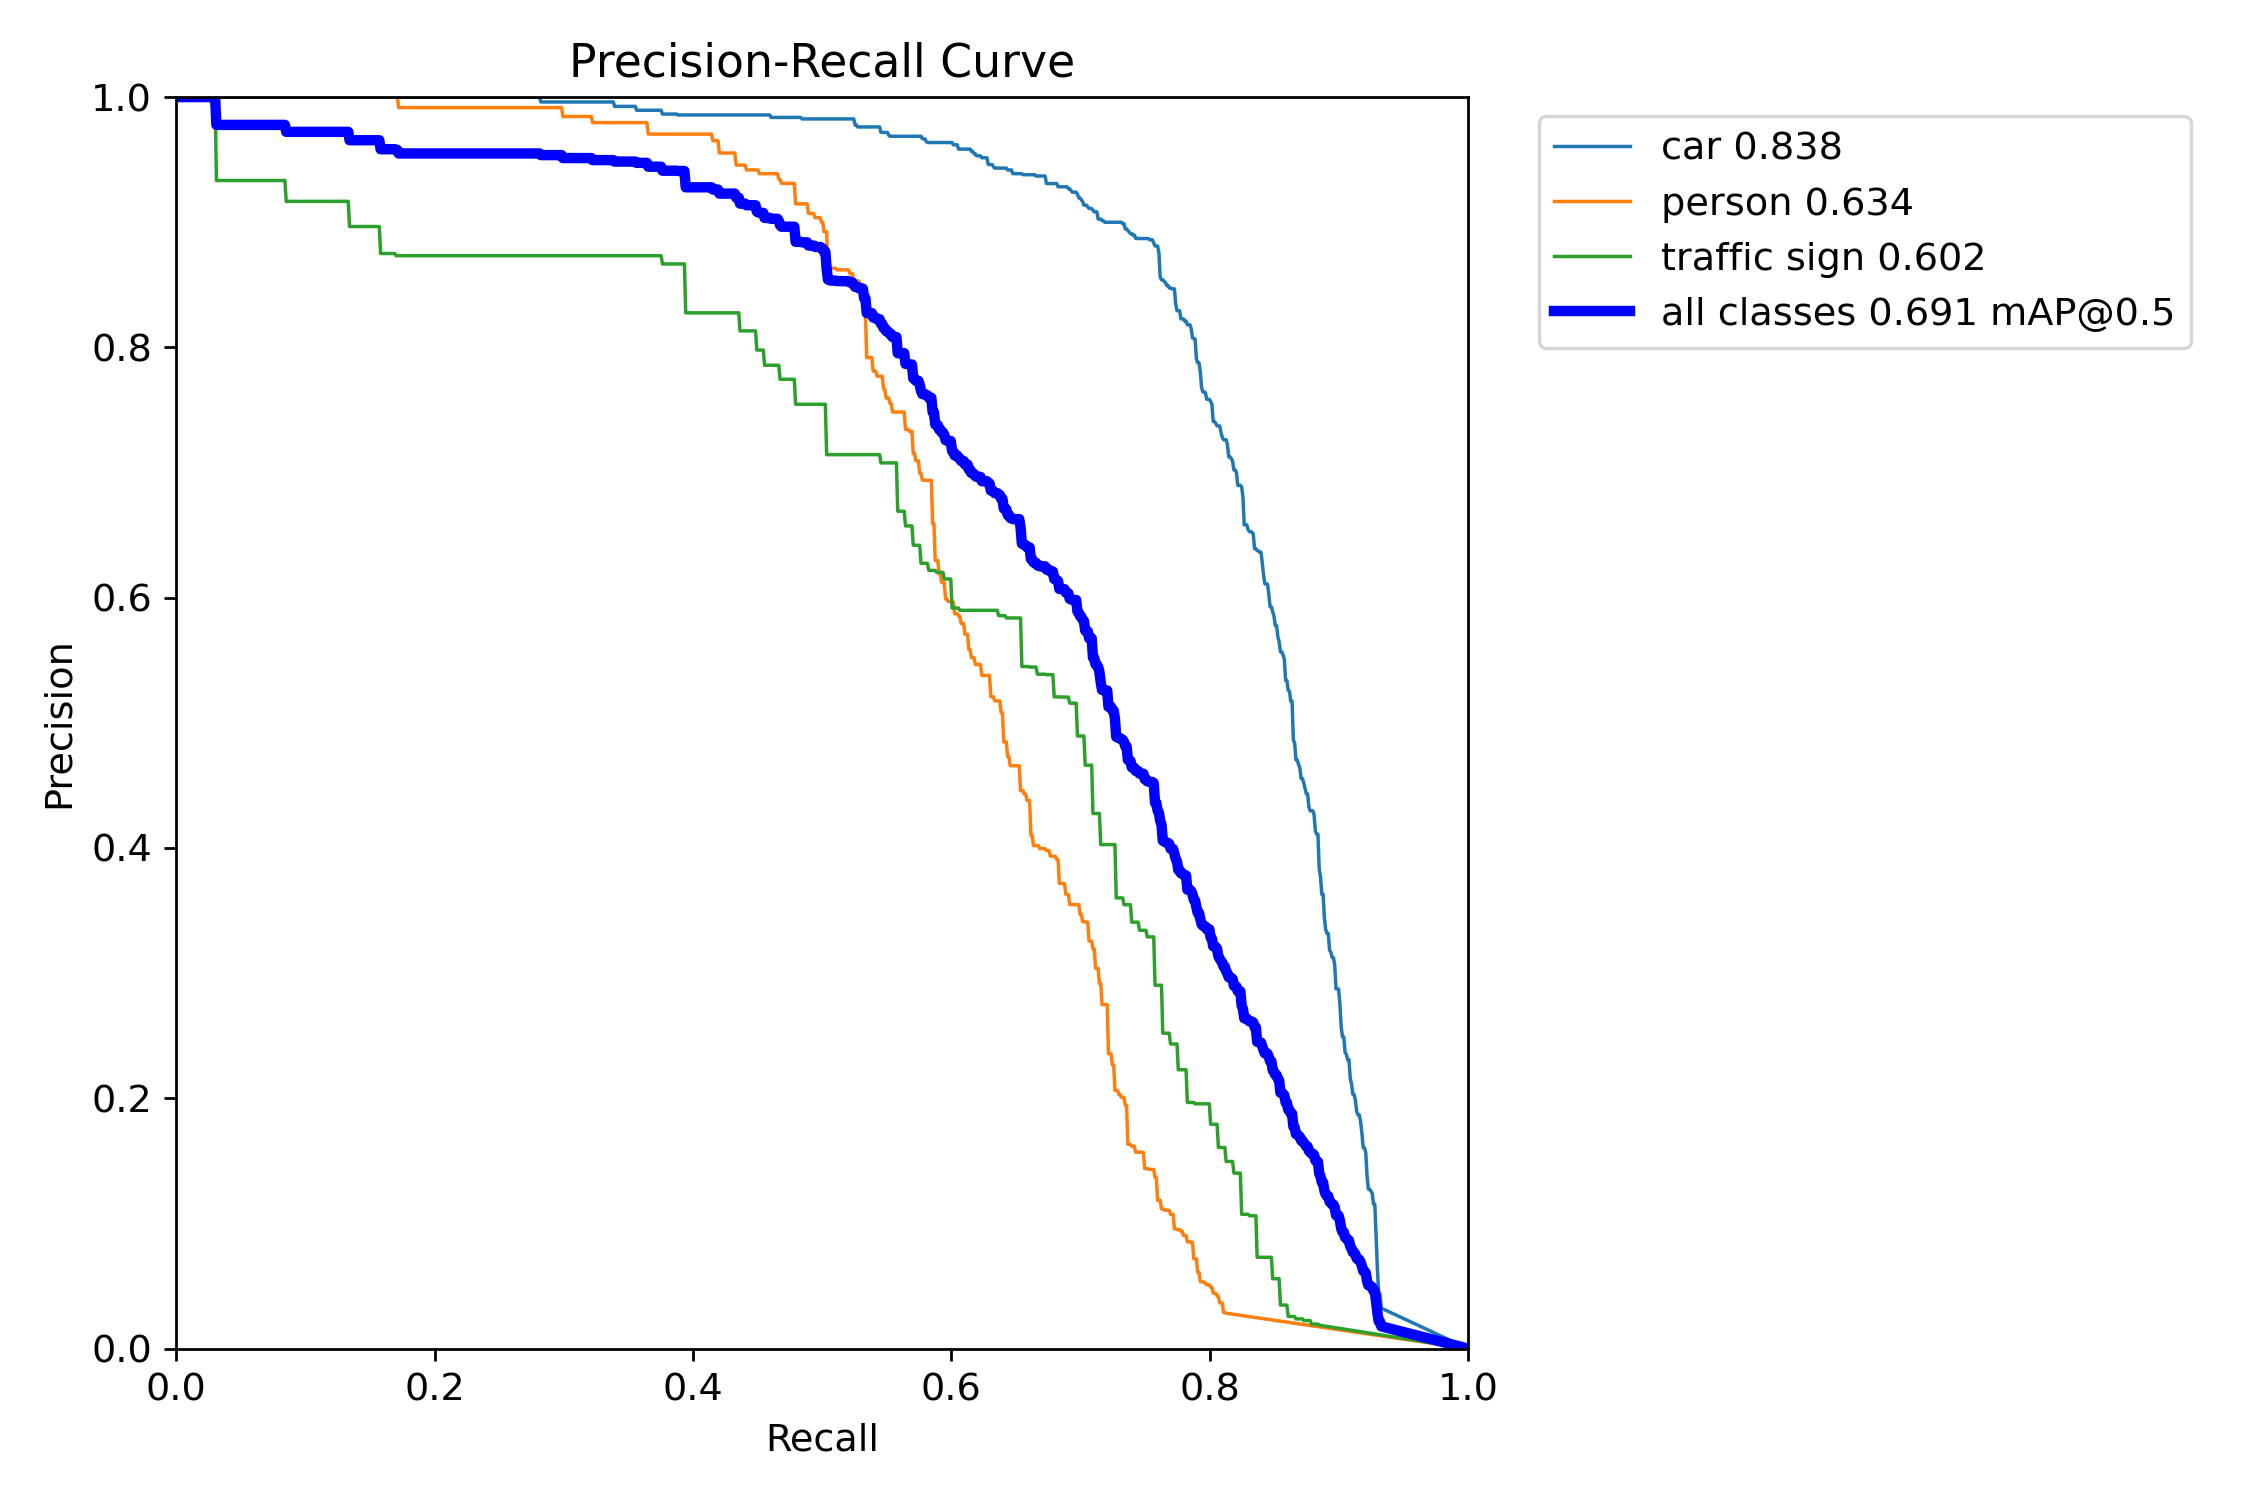 Precision-Recall Curve
1.0
0.8
0.6
0.4
0.2
0.0
Precision
0.0 0.2 0.4 0.6 0.8 1.0
Recall
car 0.838
person 0.634
traffic sign 0.602
all classes 0.691 mAP@0.5